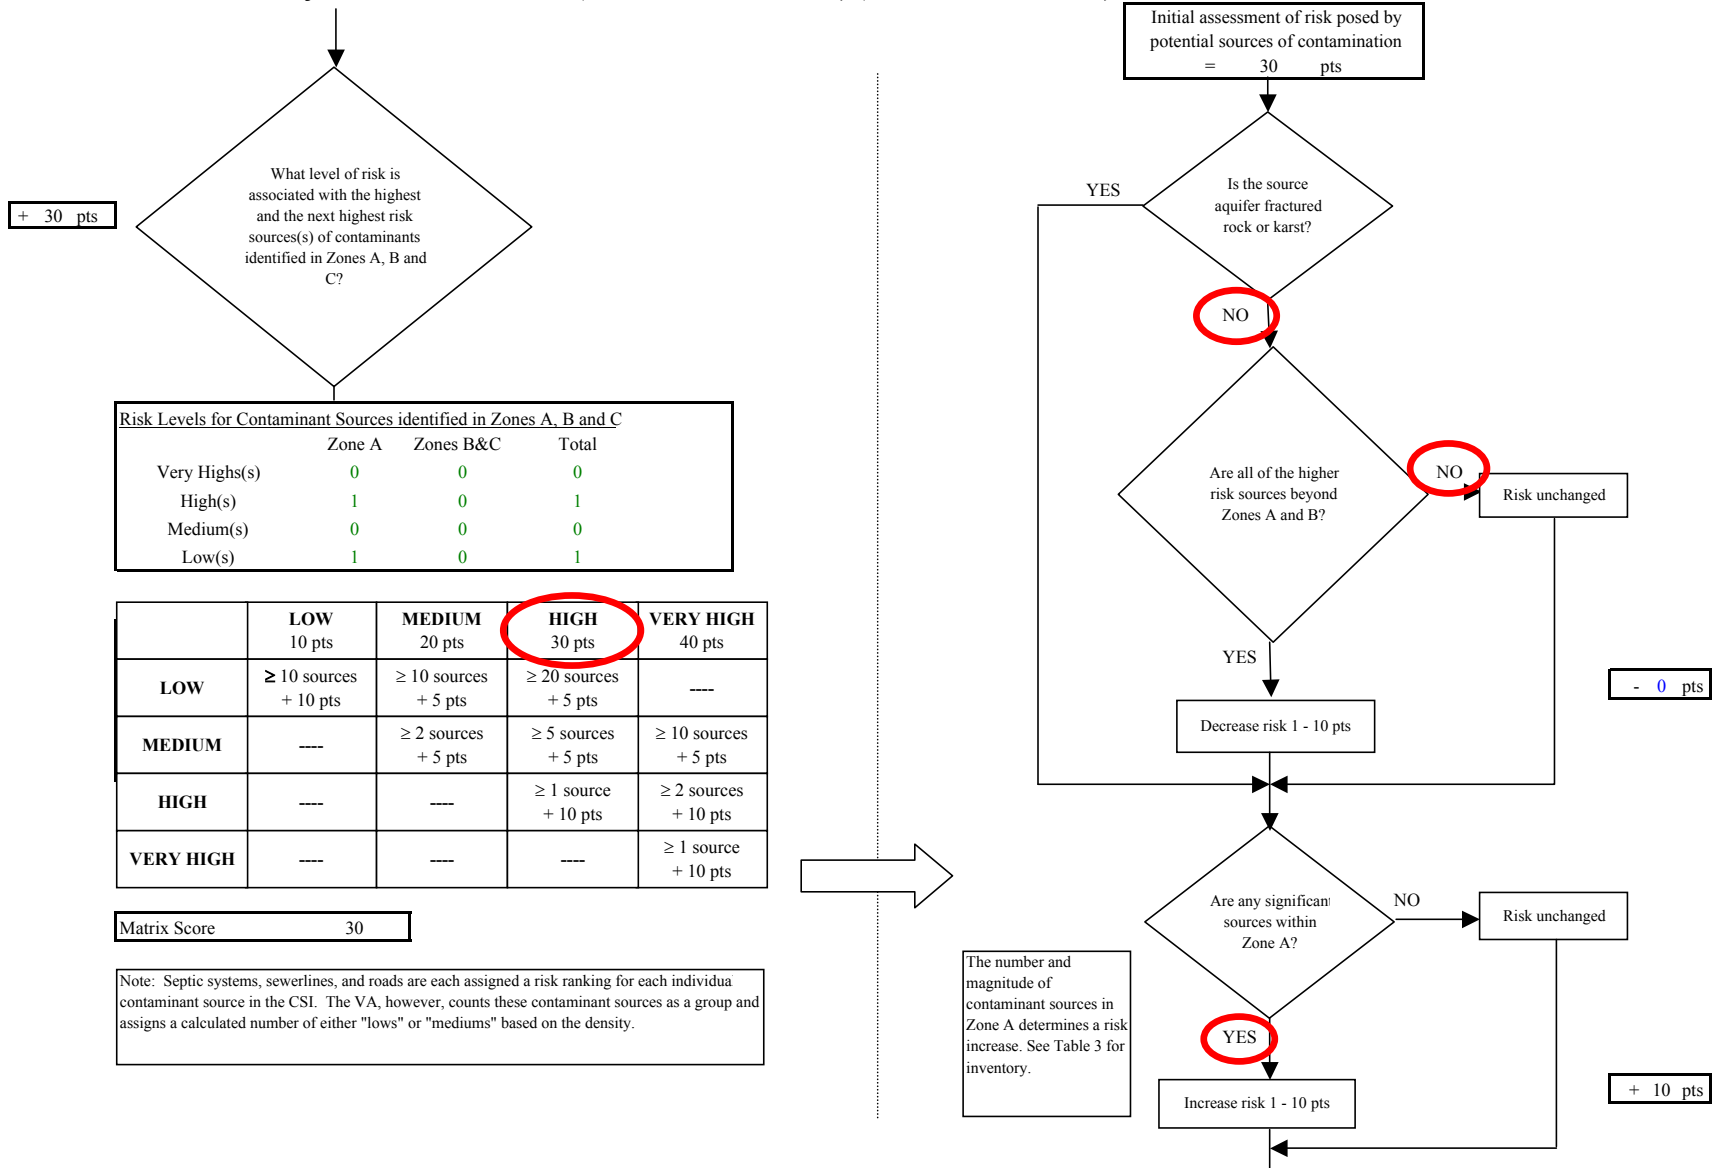 What level of risk is
associated with the highest
and the next highest risk
sources(s) of contaminants
identified in Zones A, B and
C?
+ 30 pts
Risk Levels for Contaminant Sources identified in Zones A, B and C
Zone A Zones B&C Total
Very Highs(s) 0 0 0
High(s) 1 0 1
Medium(s) 0 0 0
Low(s) 1 0 1
LOW MEDIUM HIGH VERY HIGH
10 pts 20 pts 30 pts 40 pts
LOW ≥ 10 sources ≥ 10 sources ≥ 20 sources ----
+ 10 pts + 5 pts + 5 pts
MEDIUM ---- ≥ 2 sources ≥ 5 sources ≥ 10 sources
+ 5 pts + 5 pts + 5 pts
HIGH ---- ---- ≥ 1 source ≥ 2 sources
+ 10 pts + 10 pts
VERY HIGH ---- ---- ---- ≥ 1 source
+ 10 pts
Matrix Score 30
Note: Septic systems, sewerlines, and roads are each assigned a risk ranking for each individua
contaminant source in the CSI. The VA, however, counts these contaminant sources as a group and
assigns a calculated number of either "lows" or "mediums" based on the density.
Initial assessment of risk posed by
potential sources of contamination
= 30 pts
Is the source
aquifer fractured
rock or karst?
YES
NO
Are all of the higher
risk sources beyond
Zones A and B?
NO
Risk unchanged
YES
- 0 pts
Decrease risk 1 - 10 pts
Are any significant
sources within
Zone A?
NO
Risk unchanged
The number and
magnitude of
contaminant sources in
Zone A determines a risk
increase. See Table 3 for
inventory.
YES
+ 10 pts
Increase risk 1 - 10 pts